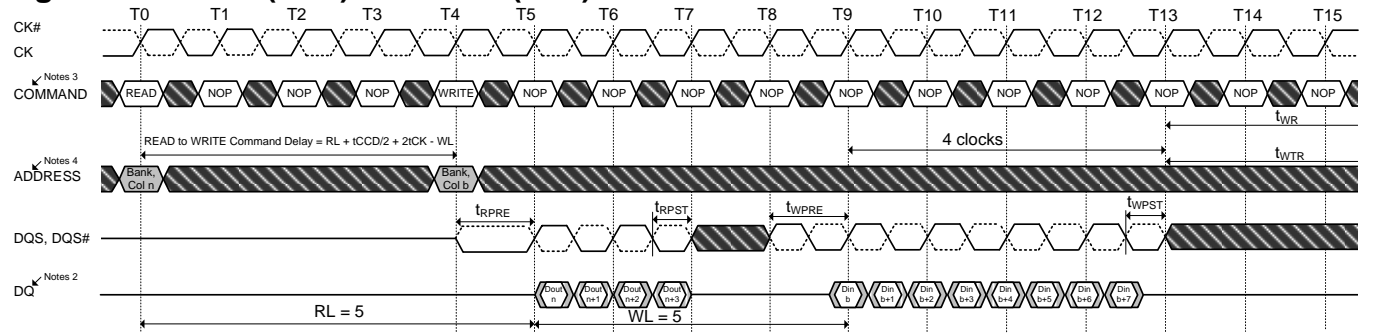 T0 T1 T2 T3 T4 T5 T6 T7 T8 T9 T10 T11 T12 T13 T14 T15
CK#
CK
Notes 3
COMMAND READ NOP NOP NOP WRITE NOP NOP NOP NOP NOP NOP NOP NOP NOP NOP NOP
tWR
READ to WRITE Command Delay = RL + tCCD/2 + 2tCK - WL
4 clocks
tWTR
Notes 4
ADDRESS
Bank, Col n
Bank, Col b
tRPRE tRPST tWPRE tWPST
DQS, DQS#
Notes 2
DQ
Dout n
Dout n+1
Dout n+2
Dout n+3
Din b
Din b+1
Din b+2
Din b+3
Din b+4
Din b+5
Din b+6
Din b+7
RL = 5
WL = 5